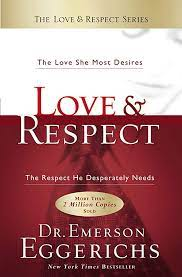 THE LOVE & RESPECT SERIES
The Love She Most Desires
LOVE &
RESPECT
The Respect He Desperately Needs
MORE THAN
2 Million Copies
SOLD
DR. EMERSON
EGGERICHS
NEW YORK TIMES BESTSELLER